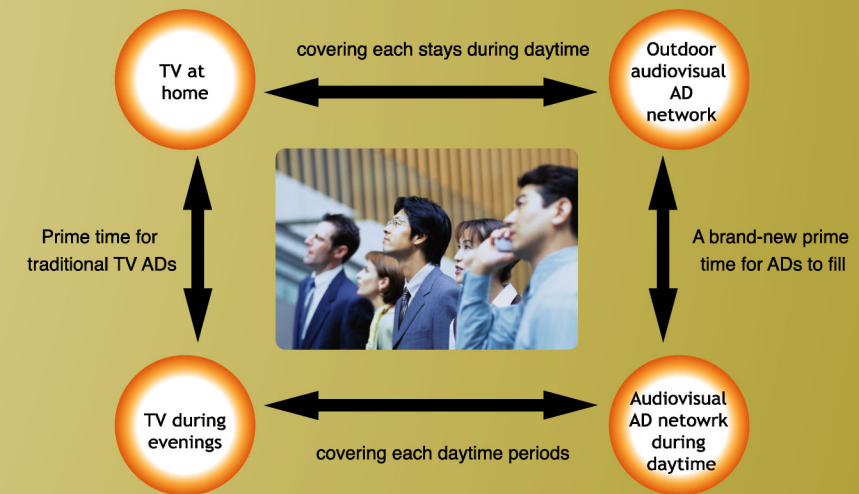 TV at
home
covering each stays during daytime
Outdoor
audiovisual
AD
network
Prime time for
traditional TV ADs
A brand-new prime
time for ADs to fill
TV during
evenings
covering each daytime periods
Audiovisual
AD netowrk
during
daytime